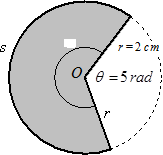 s
r = 2 cm
O
θ = 5 rad
r